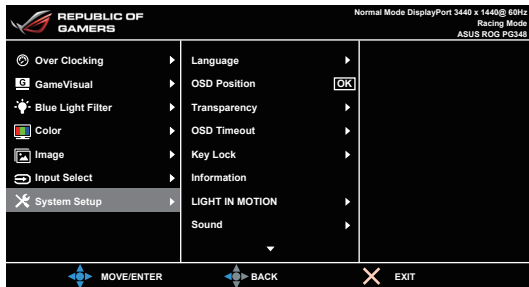 REPUBLIC OF
GAMERS
Normal Mode DisplayPort 3440 x 1440@ 60Hz
Racing Mode
ASUS ROG PG348
Over Clocking
GameVisual
Blue Light Filter
Color
Image
Input Select
System Setup
Language
OSD Position OK
Transparency
OSD Timeout
Key Lock
Information
LIGHT IN MOTION
Sound
MOVE/ENTER BACK EXIT